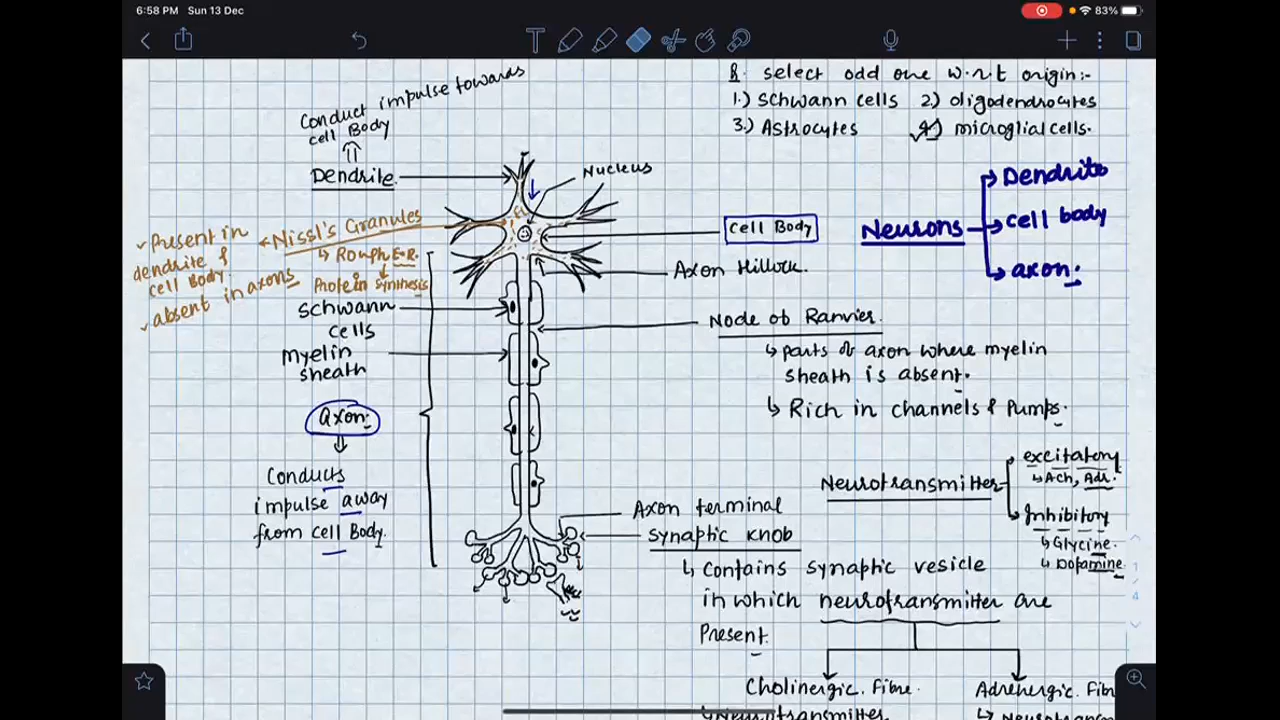 6:58 PM Sun 13 Dec
83%
Q. select odd one w.r.t origin:-
1.) Schwann cells 2.) oligodendrocytes
3.) Astrocytes 4.) microglial cells.
Conduct impulse towards
cell Body
Dendrite
Nucleus
Neurons
Dendrite
cell body
axon.
Nissl's Granules
Rough E.R.
Protein synthesis
Present in
dendrite &
cell Body.
absent in axons
Cell Body
Axon Hillock.
Schwann
cells
myelin
sheath
Node of Ranvier.
parts of axon where myelin
sheath is absent.
Rich in channels & Pumps.
axon:
Conducts
impulse away
from cell Body.
Neurotransmitter
excitatory
Ach, Adr.
Inhibitory
Glycine.
Dopamine
Axon terminal
synaptic knob
Contains synaptic vesicle
in which neurotransmitter are
Present.
Cholinergic. Fibre.
Neurotransmitter
Adrenergic. Fibr
Neurotransm
1
4